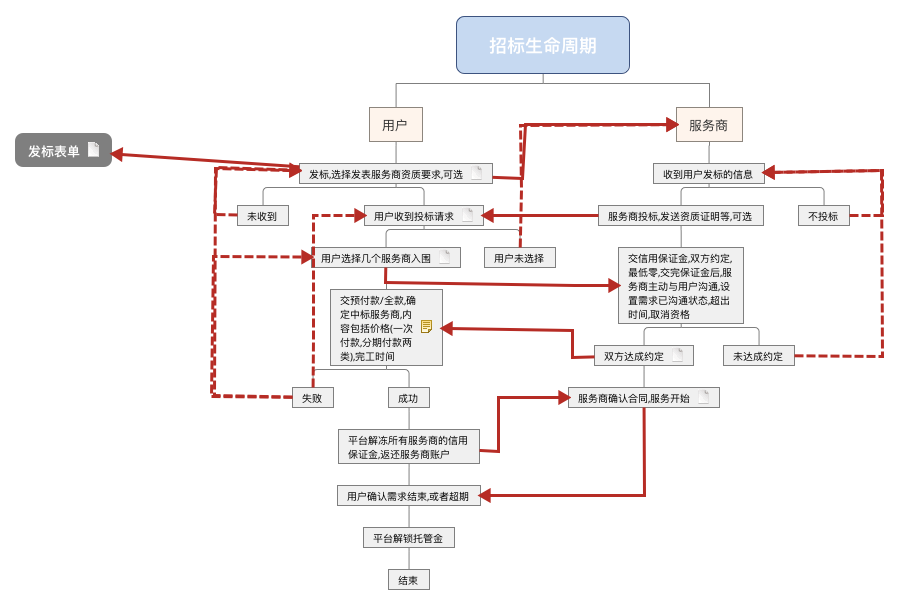 招标生命周期
用户
服务商
发标表单
发标,选择发表服务商资质要求,可选
收到用户发标的信息
未收到
用户收到投标请求
服务商投标,发送资质证明等,可选
不投标
用户选择几个服务商入围
用户未选择
交信用保证金,双方约定,
最低零,交完保证金后,服
务商主动与用户沟通,设
置需求已沟通状态,超出
时间,取消资格
交预付款/全款,确
定中标服务商,内
容包括价格(一次
付款,分期付款两
类),完工时间
双方达成约定
未达成约定
失败
成功
服务商确认合同,服务开始
平台解冻所有服务商的信用
保证金,返还服务商账户
用户确认需求结束,或者超期
平台解锁托管金
结束